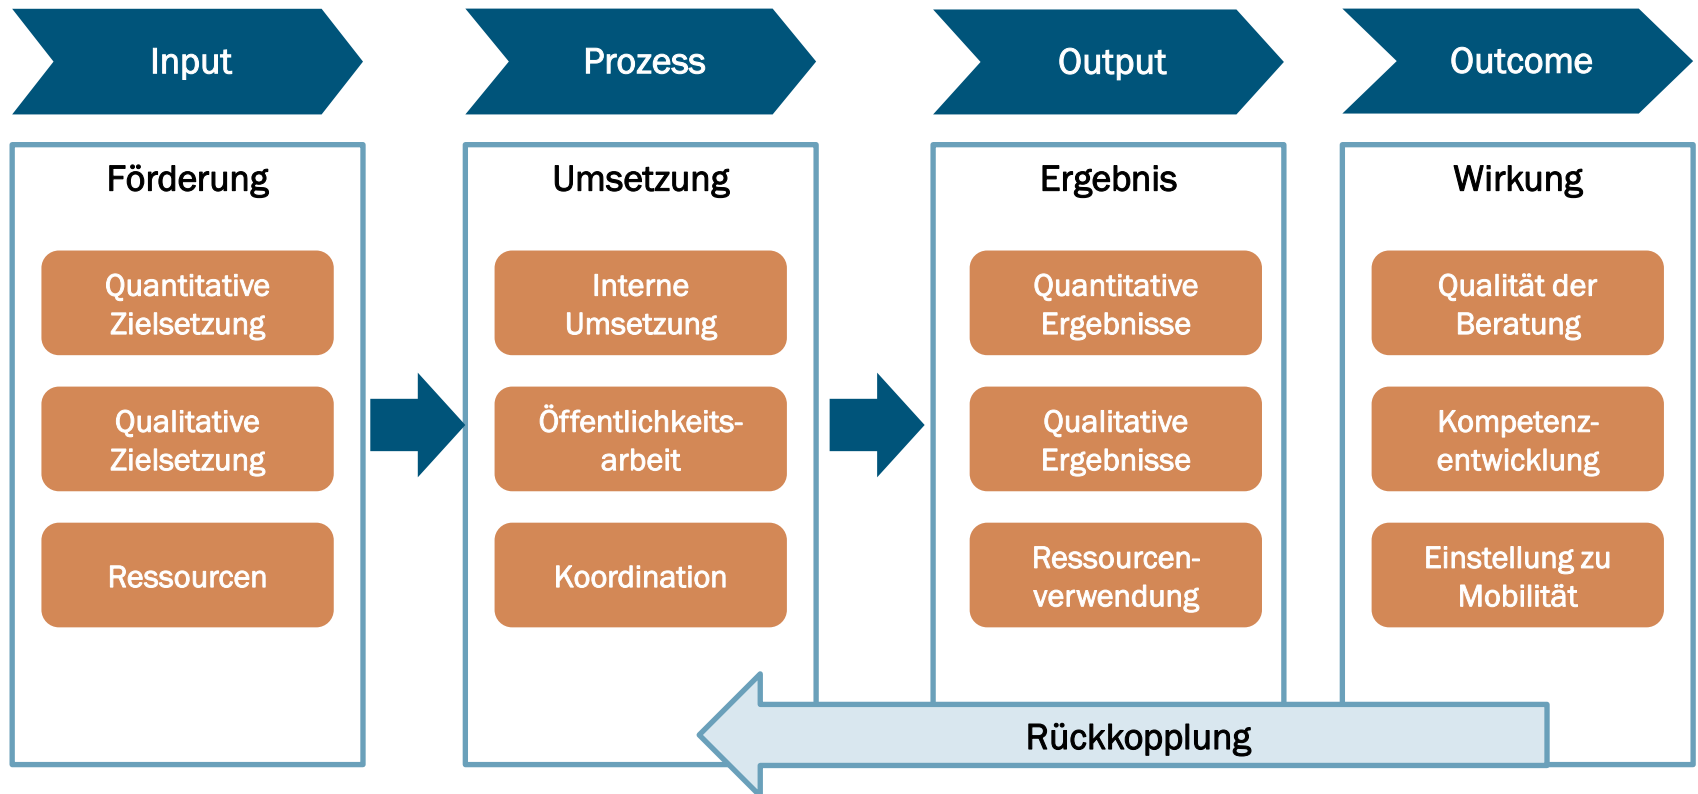 Input
Prozess
Output
Outcome
Förderung
Quantitative
Zielsetzung
Qualitative
Zielsetzung
Ressourcen
Umsetzung
Interne
Umsetzung
Öffentlichkeits-
arbeit
Koordination
Ergebnis
Quantitative
Ergebnisse
Qualitative
Ergebnisse
Ressourcen-
verwendung
Wirkung
Qualität der
Beratung
Kompetenz-
entwicklung
Einstellung zu
Mobilität
Rückkopplung